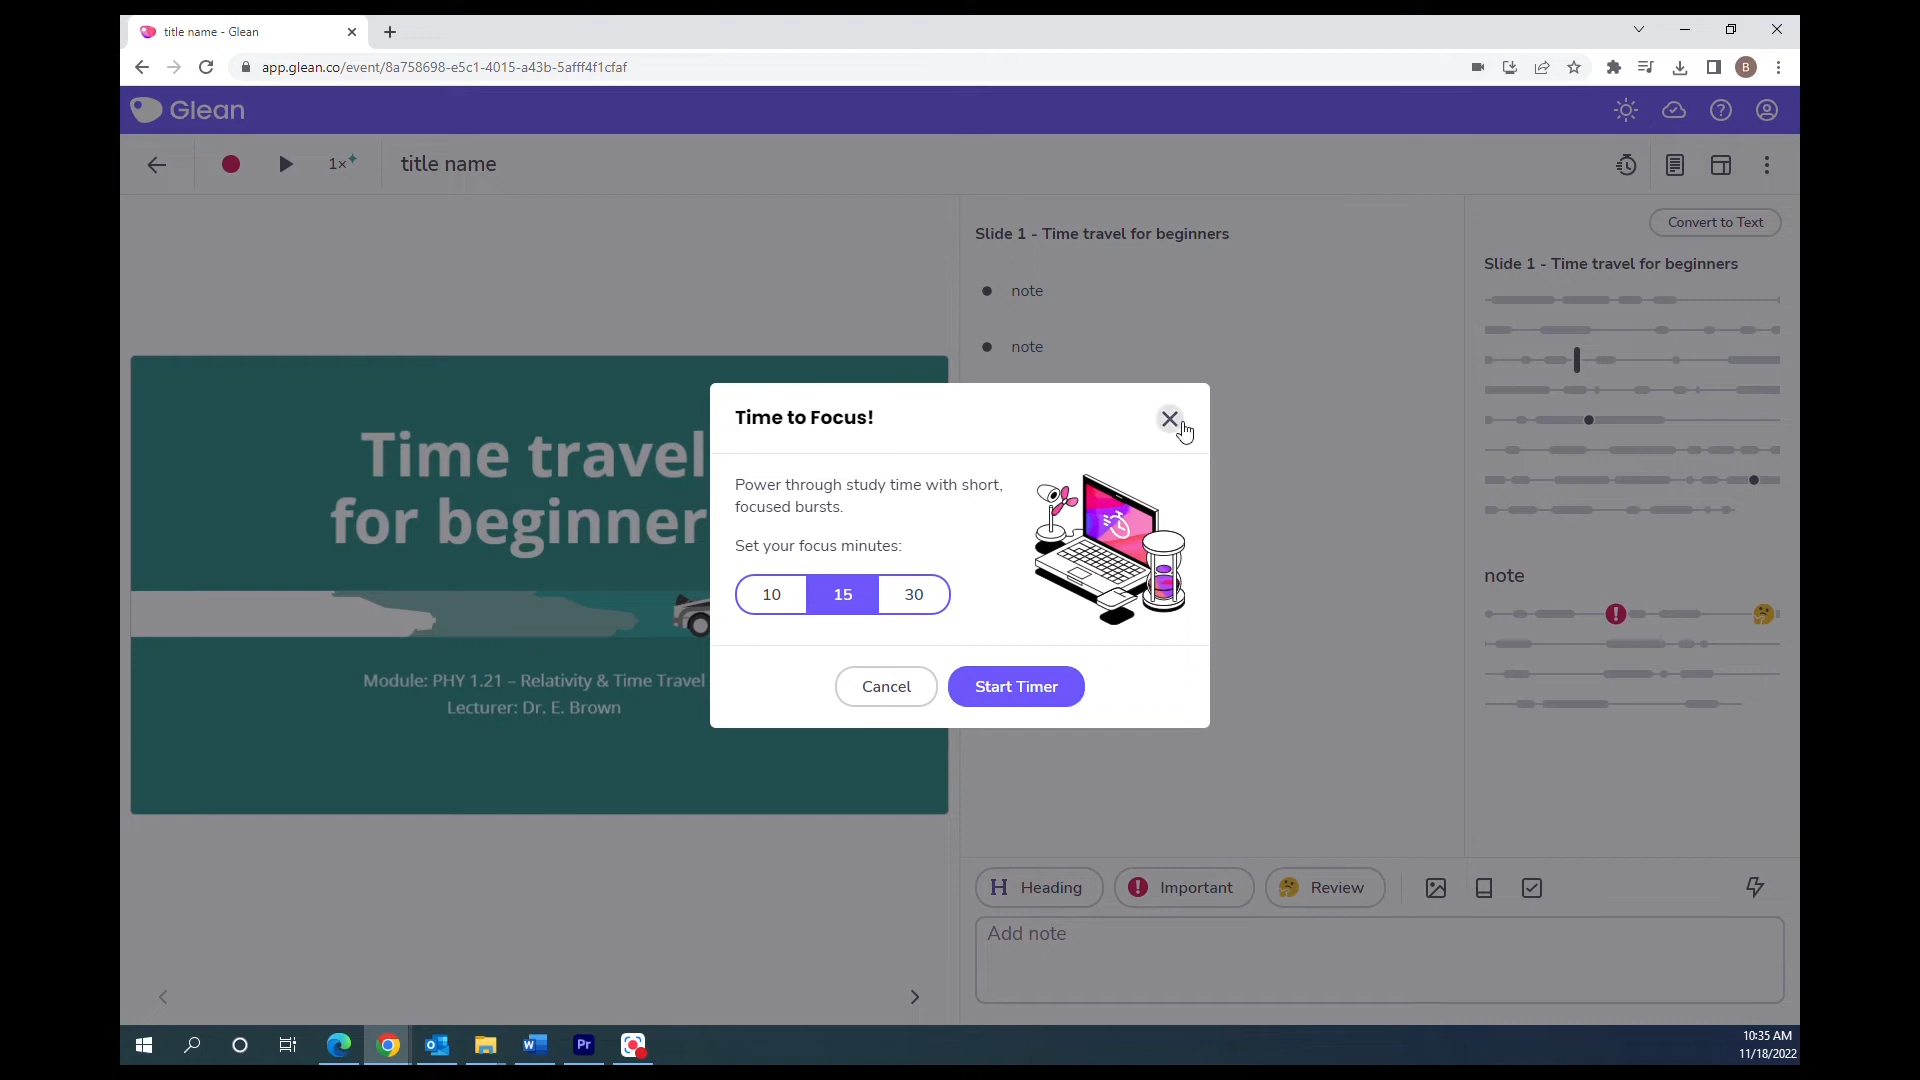 title name - Glean
app.glean.co/event/8a758698-e5c1-4015-a43b-5afff4f1cfaf
B
Glean
1×
title name
Convert to Text
Slide 1 - Time travel for beginners
Slide 1 - Time travel for beginners
note
note
Time travel
for beginner
Module: PHY 1.21 – Relativity & Time Travel
Lecturer: Dr. E. Brown
Time to Focus!
Power through study time with short,
focused bursts.
Set your focus minutes:
10 15 30
Cancel Start Timer
note
H Heading Important Review
Add note
Pr
10:35 AM
11/18/2022